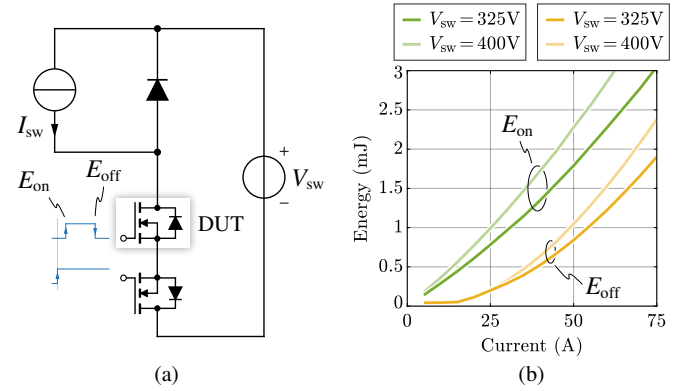 (a)
I_sw
E_on
E_off
DUT
+
V_sw
−
(a)
(b)
V_sw = 325V
V_sw = 400V
V_sw = 325V
V_sw = 400V
Energy (mJ)
3
2.5
2
1.5
1
0.5
0
E_on
E_off
0
25
50
75
Current (A)
(b)